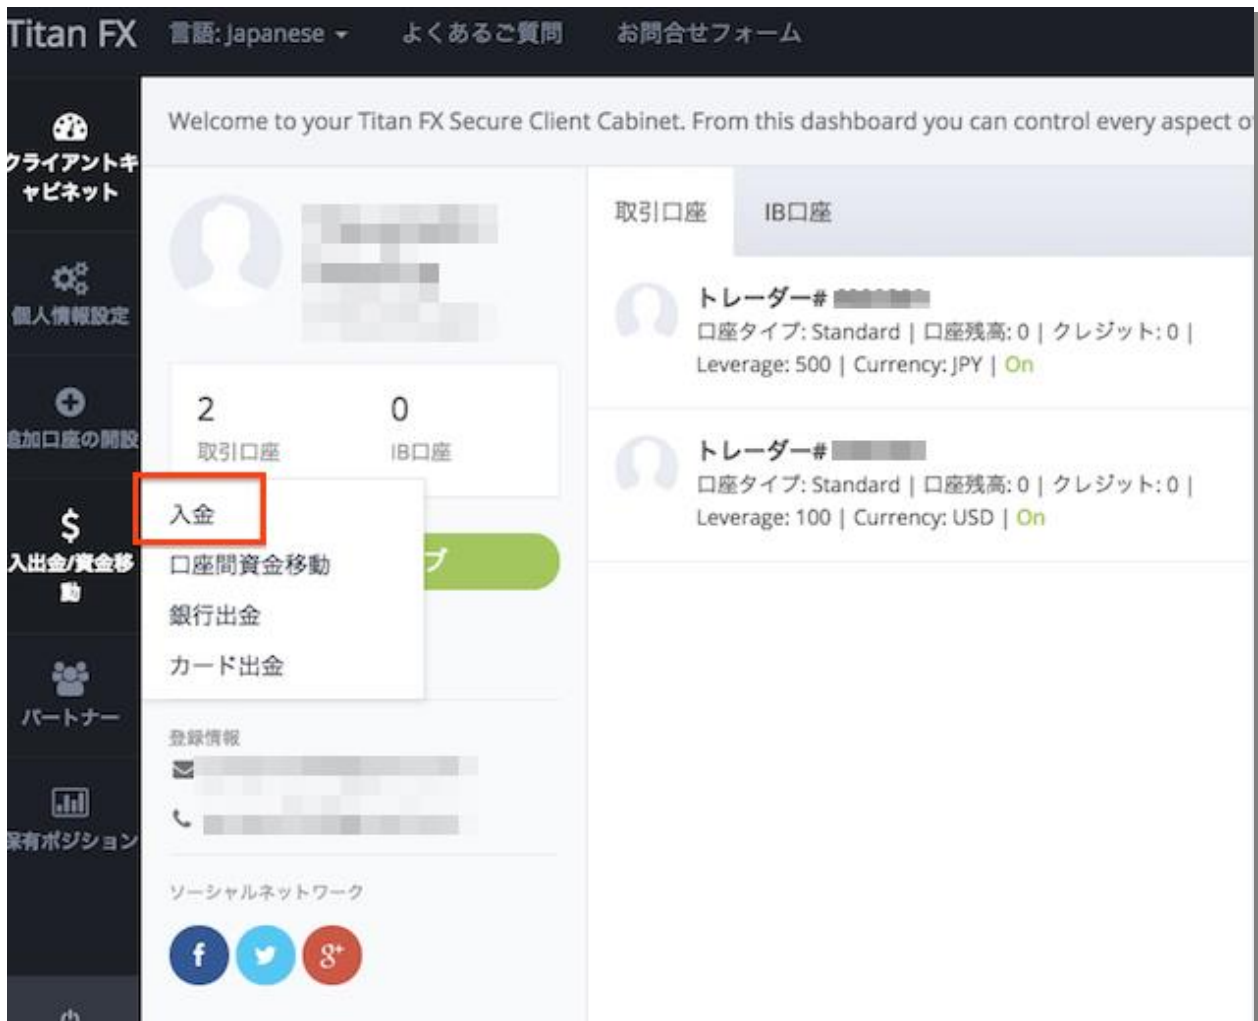 Titan FX 言語: Japanese よくあるご質問 お問合せフォーム
Welcome to your Titan FX Secure Client Cabinet. From this dashboard you can control every aspect
クライアントキ
ャビネット
個人情報設定
追加口座の開設
$
入出金/資金移
動
パートナー
保有ポジション
2 0
取引口座 IB口座
入金
口座間資金移動
銀行出金
カード出金
プ
登録情報
ソーシャルネットワーク
f
g+
取引口座 IB口座
トレーダー#
口座タイプ: Standard | 口座残高: 0 | クレジット: 0 |
Leverage: 500 | Currency: JPY | On
トレーダー#
口座タイプ: Standard | 口座残高: 0 | クレジット: 0 |
Leverage: 100 | Currency: USD | On